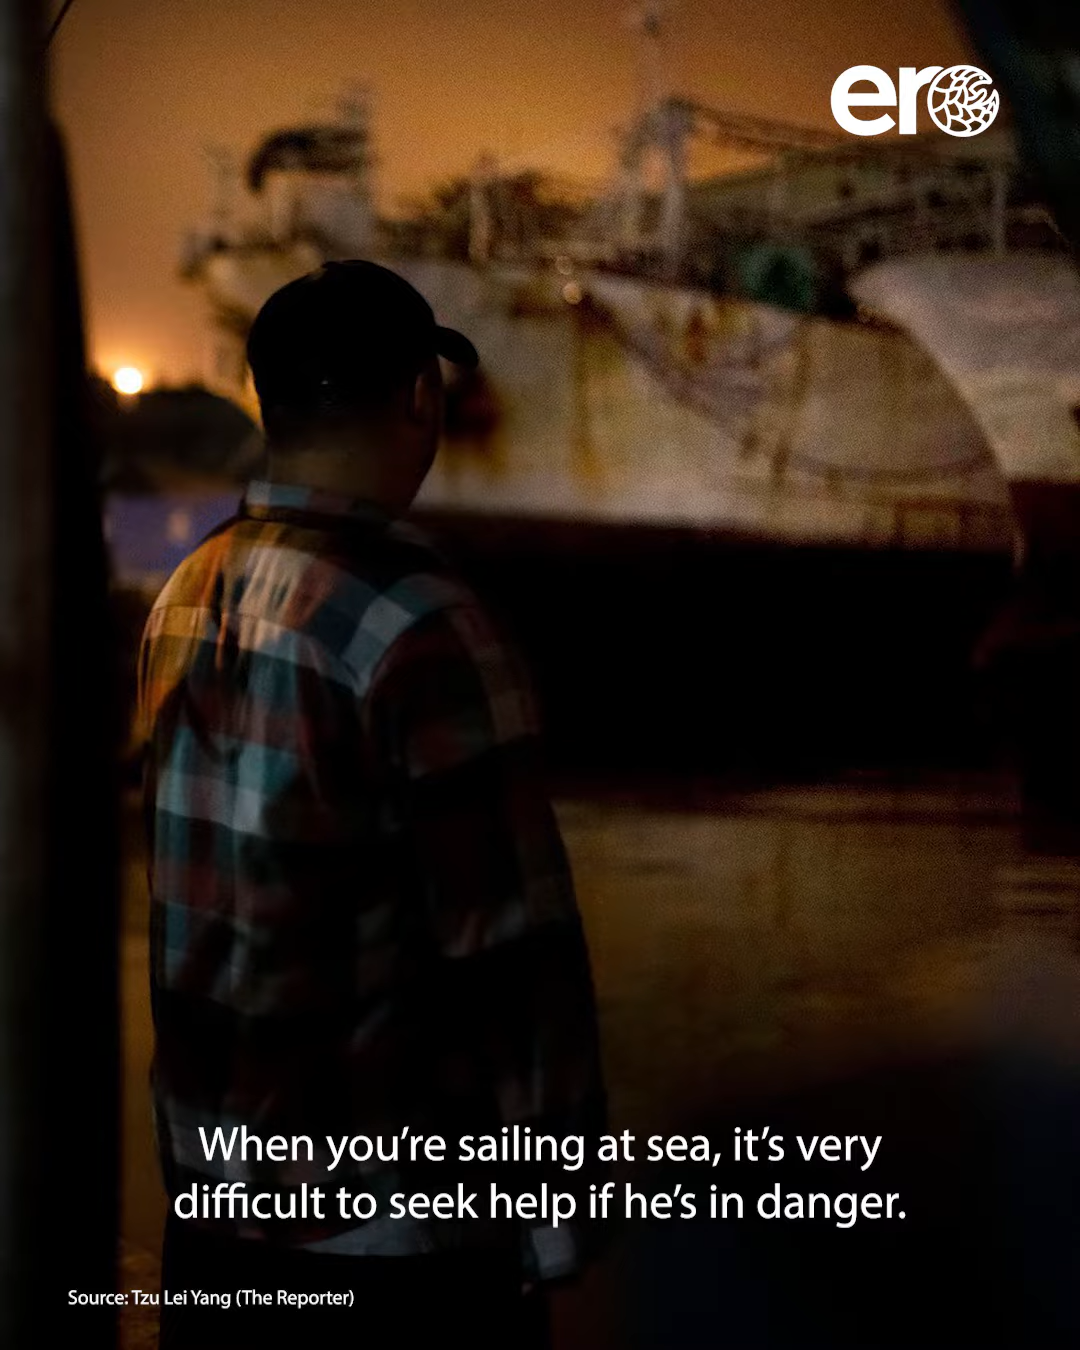 ero
When you're sailing at sea, it's very
difficult to seek help if he's in danger.
Source: Tzu Lei Yang (The Reporter)